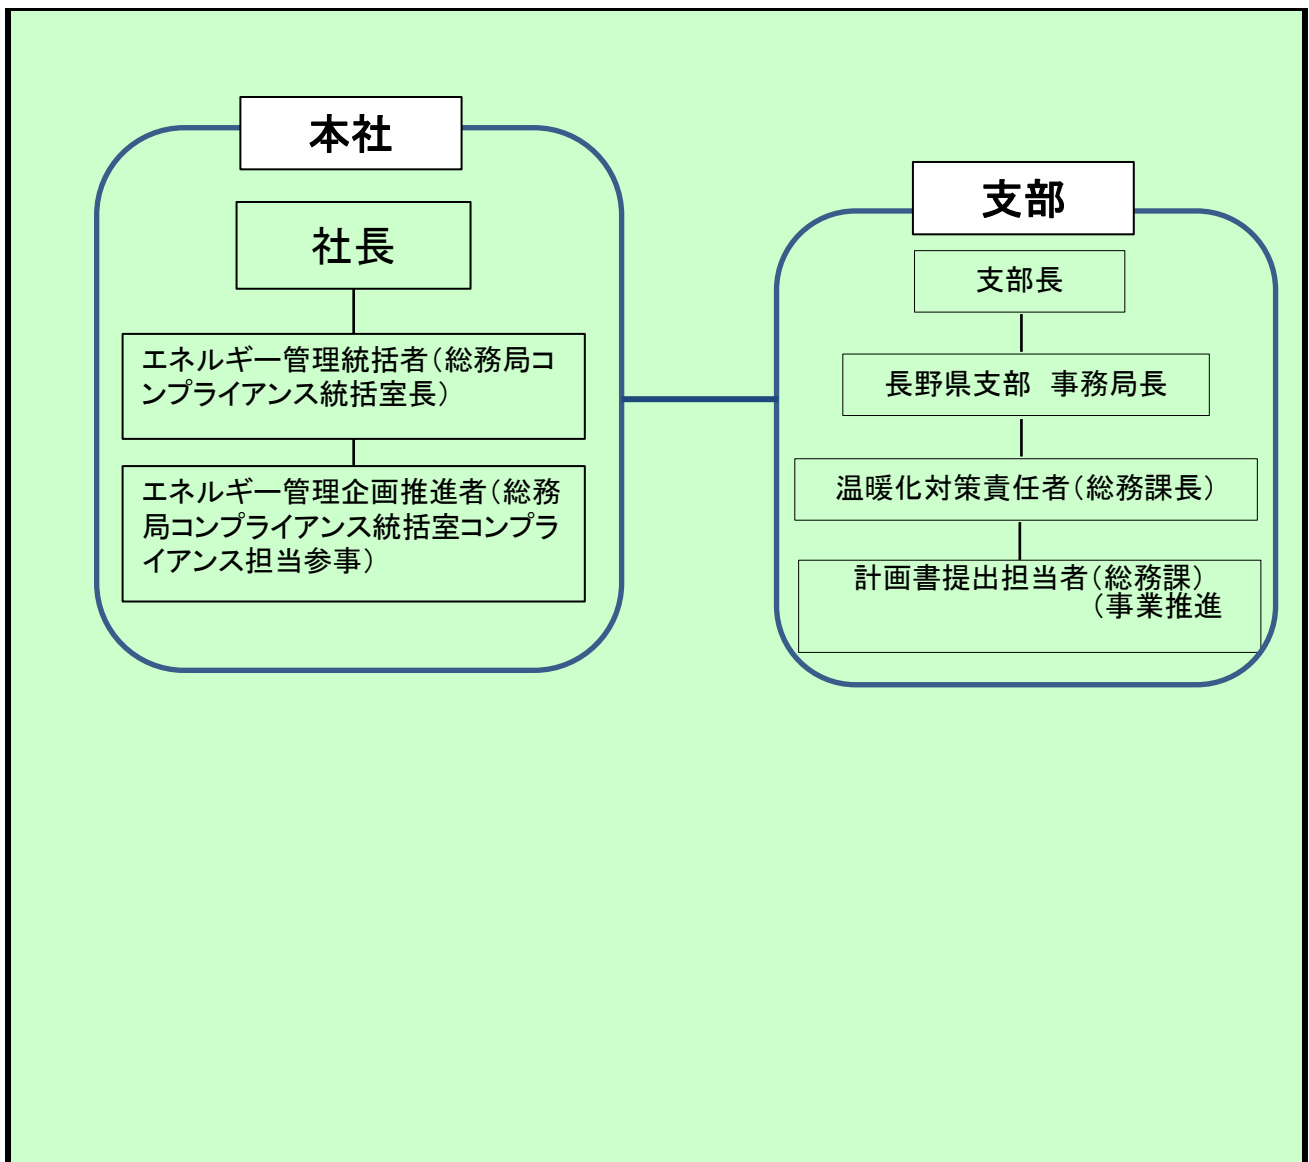 本社
社長
エネルギー管理統括者（総務局コ
ンプライアンス統括室長）
エネルギー管理企画推進者（総務
局コンプライアンス統括室コンプラ
イアンス担当参事）
支部
支部長
長野県支部　事務局長
温暖化対策責任者（総務課長）
計画書提出担当者（総務課）
（事業推進